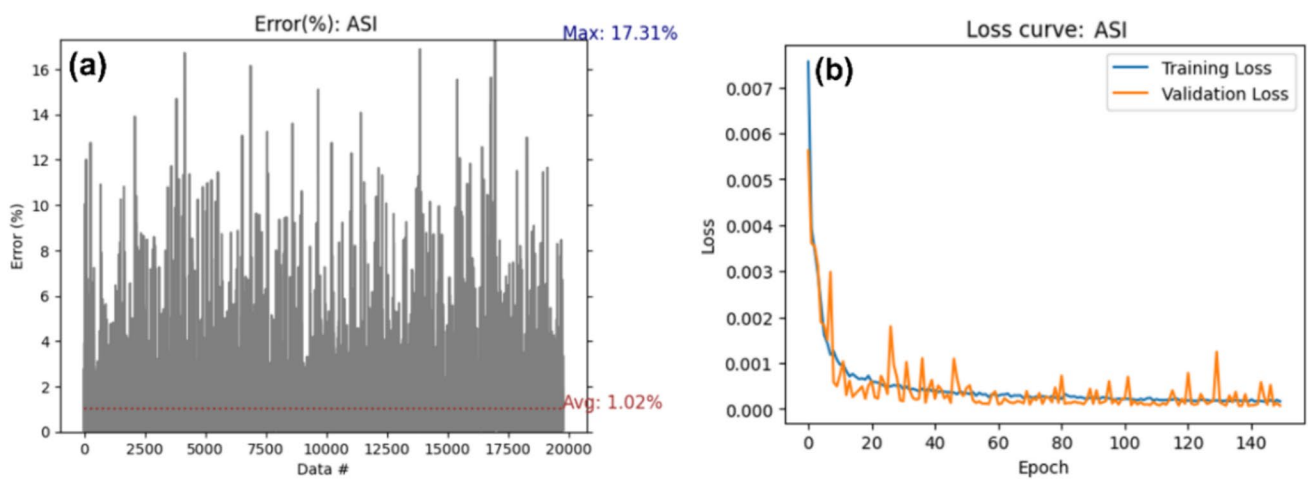 Error(%): ASI
Max: 17.31%
(a)
16
14
12
10
8
6
4
2
0
Error (%)
Avg: 1.02%
0 2500 5000 7500 10000 12500 15000 17500 20000
Data #
Loss curve: ASI
(b)
Training Loss
Validation Loss
0.007
0.006
0.005
0.004
0.003
0.002
0.001
0.000
Loss
0 20 40 60 80 100 120 140
Epoch